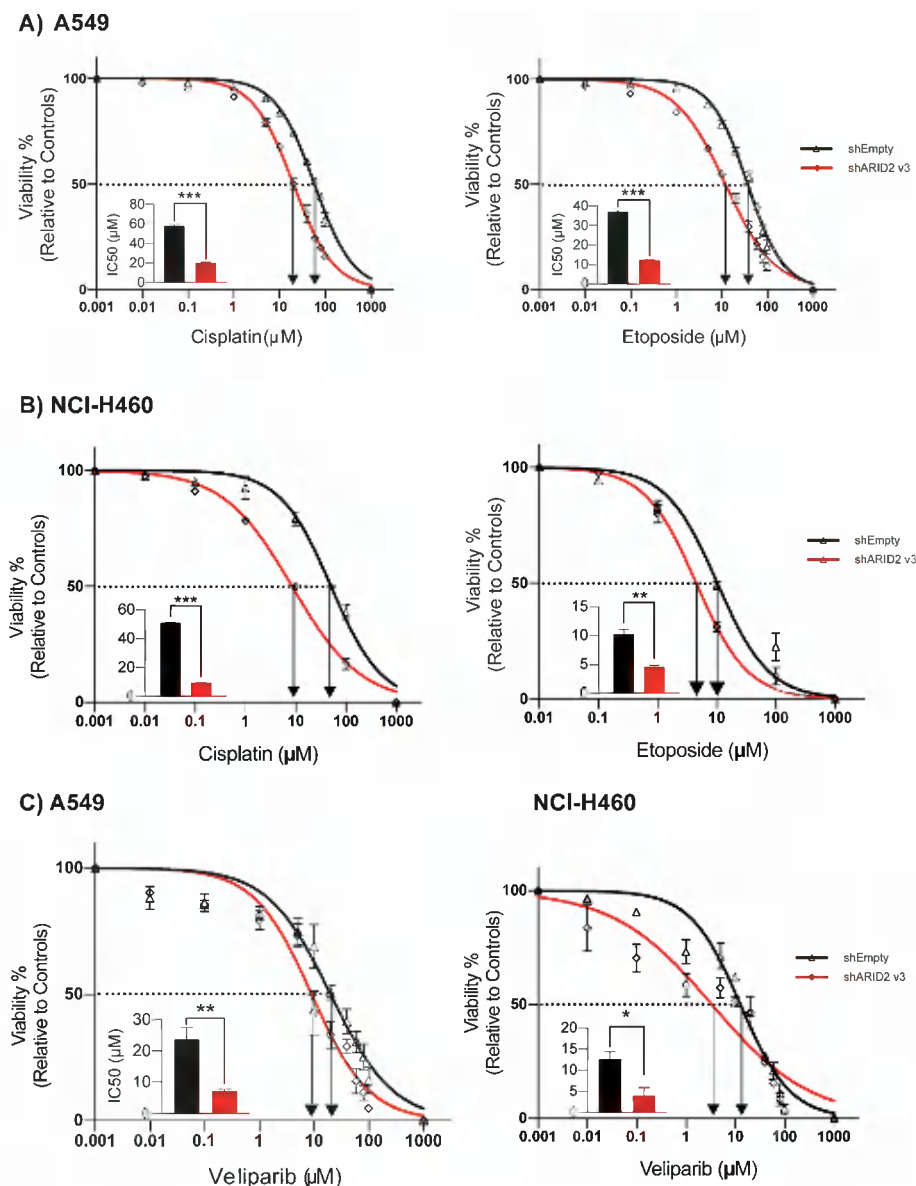 A) A549
Viability %
(Relative to Controls)
100
50
IC50 (µM)
80
60
40
20
0
***
0.001 0.01 0.1 1 10 100 1000
Cisplatin(µM)
Viability %
(Relative to Controls)
100
50
IC50 (µM)
40
30
20
10
0
***
0.001 0.01 0.1 1 10 100 1000
Etoposide (µM)
shEmpty
shARID2 v3
B) NCI-H460
Viability %
(Relative to Controls)
100
50
0
60
40
20
***
0.001 0.01 0.1 1 10 100 1000
Cisplatin (µM)
Viability %
(Relative to Controls)
100
50
0
15
10
5
**
0.01 0.1 1 10 100 1000
Etoposide (µM)
shEmpty
shARID2 v3
C) A549
Viability %
(Relative to Controls)
100
50
0
IC50 (µM)
30
20
10
**
0.001 0.01 0.1 1 10 100 1000
Veliparib (µM)
NCI-H460
Viability %
(Relative to Controls)
100
50
0
20
15
10
5
*
0.001 0.01 0.1 1 10 100 1000
Veliparib (µM)
shEmpty
shARID2 v3